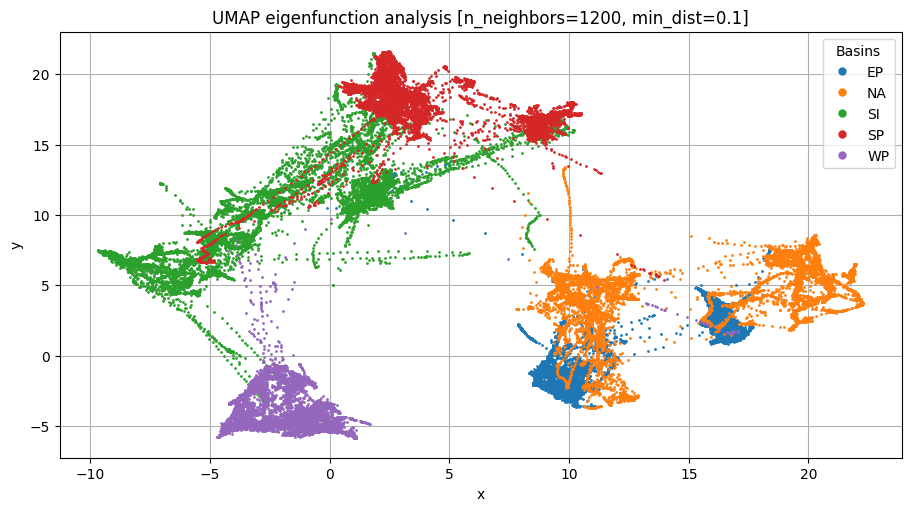 UMAP eigenfunction analysis [n_neighbors=1200, min_dist=0.1]
Basins
EP
NA
SI
SP
WP
y
20
15
10
5
0
−5
−10
−5
0
5
10
15
20
x